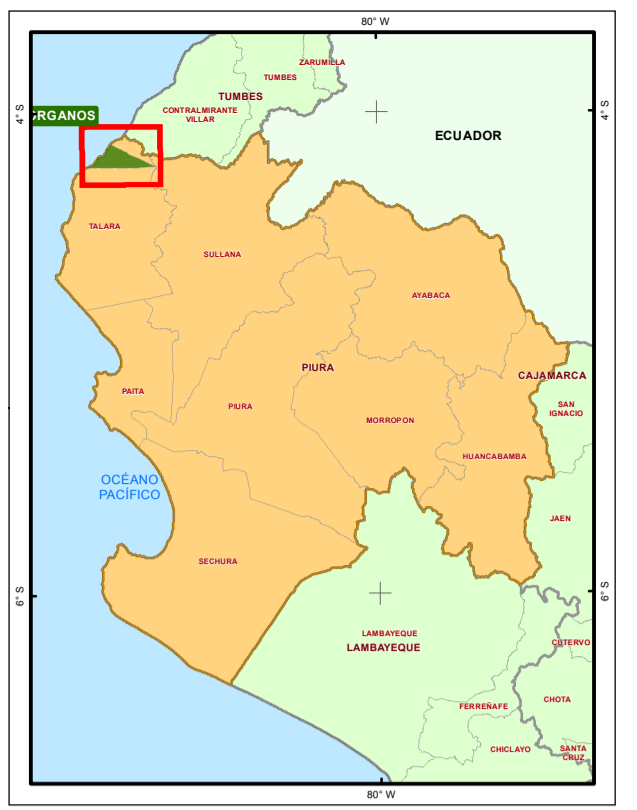 80° W
ZARUMILLA
TUMBES
TUMBES
CONTRALMIRANTE
VILLAR
4° S
4° S
ORGANOS
ECUADOR
TALARA
SULLANA
AYABACA
PIURA
CAJAMARCA
PAITA
PIURA
SAN
IGNACIO
MORROPON
HUANCABAMBA
OCÉANO
PACÍFICO
JAEN
SECHURA
6° S
6° S
LAMBAYEQUE
LAMBAYEQUE
CUTERVO
CHOTA
FERREÑAFE
CHICLAYO
SANTA
CRUZ
80° W